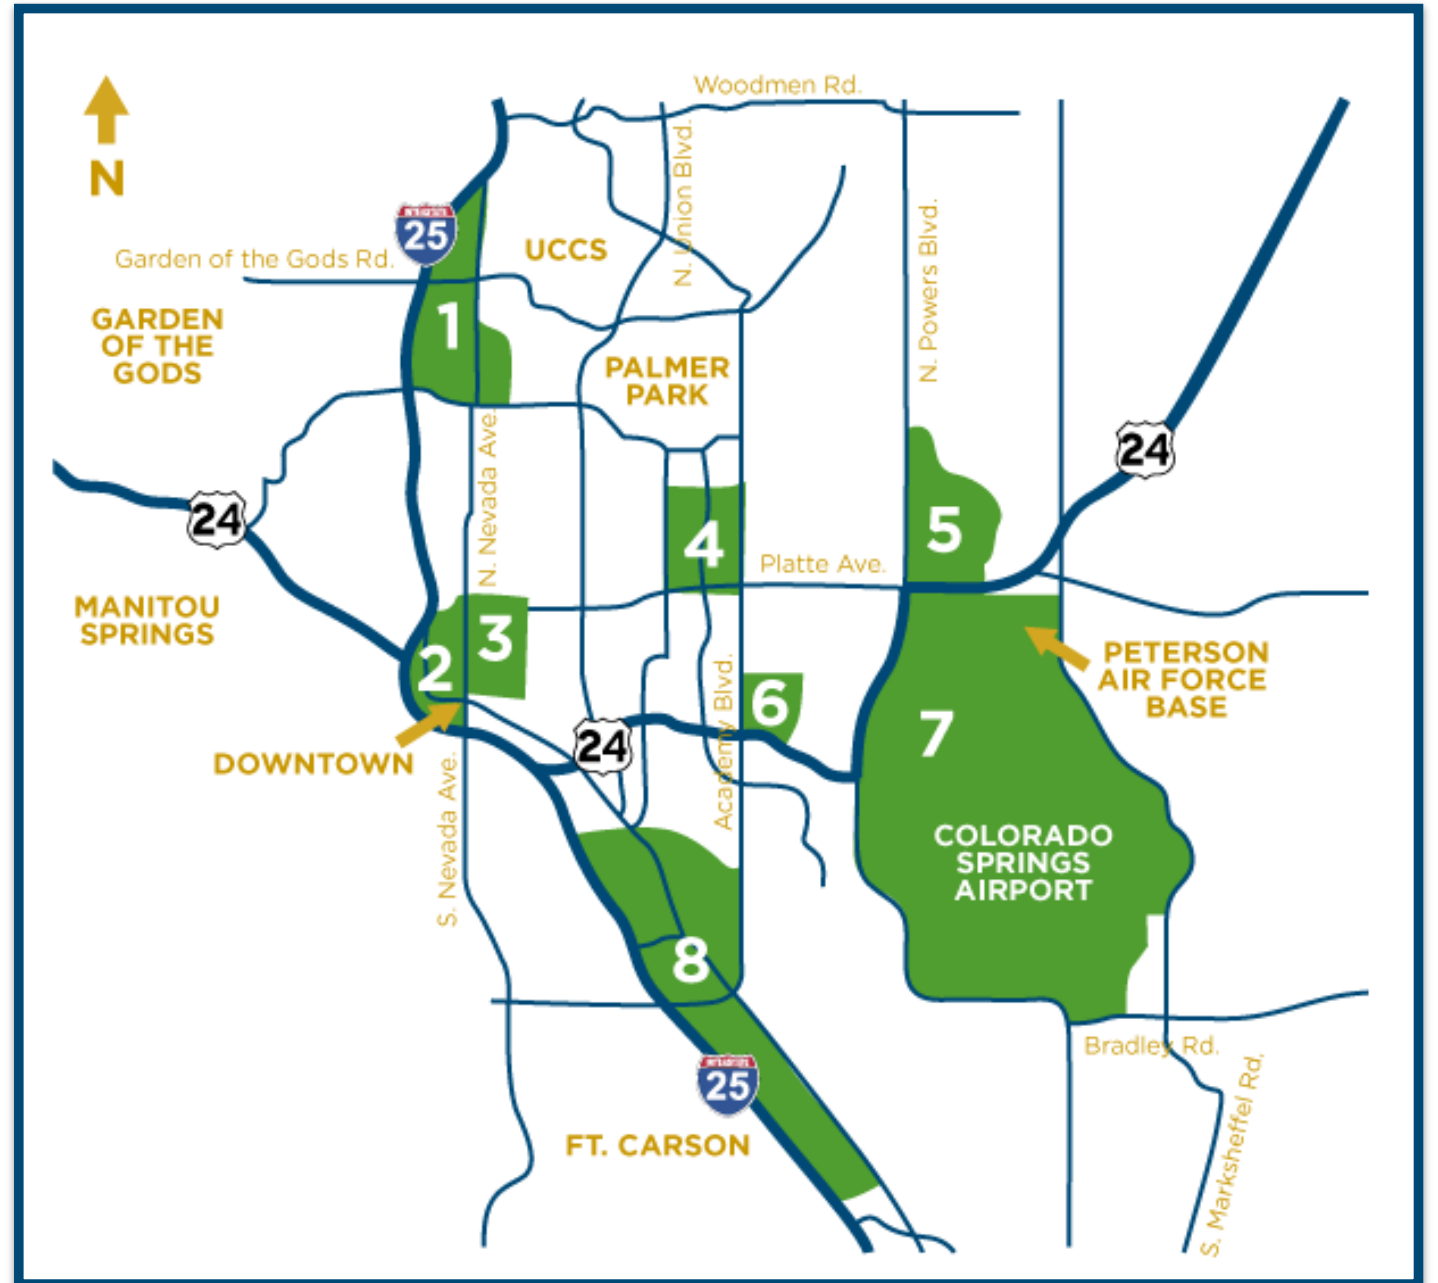 Woodmen Rd.
N
N. Union Blvd.
INTERSTATE
25
UCCS
N. Powers Blvd.
Garden of the Gods Rd.
GARDEN
OF THE
GODS
1
PALMER
PARK
24
N. Nevada Ave.
24
4
5
Platte Ave.
MANITOU
SPRINGS
3
2
PETERSON
AIR FORCE
BASE
6
Academy Blvd.
7
24
DOWNTOWN
S. Nevada Ave.
COLORADO
SPRINGS
AIRPORT
8
Bradley Rd.
INTERSTATE
25
S. Marksheffel Rd.
FT. CARSON